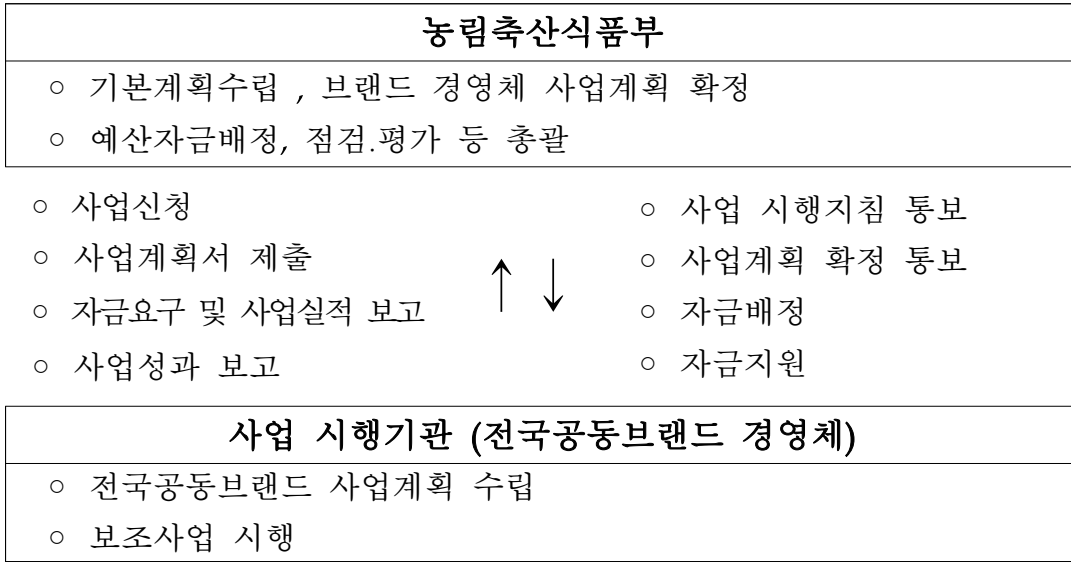 농림축산식품부
○ 기본계획수립 , 브랜드 경영체 사업계획 확정
○ 예산자금배정, 점검.평가 등 총괄
○ 사업신청
○ 사업계획서 제출
○ 자금요구 및 사업실적 보고
○ 사업성과 보고
↑ ↓
○ 사업 시행지침 통보
○ 사업계획 확정 통보
○ 자금배정
○ 자금지원
사업 시행기관 (전국공동브랜드 경영체)
○ 전국공동브랜드 사업계획 수립
○ 보조사업 시행